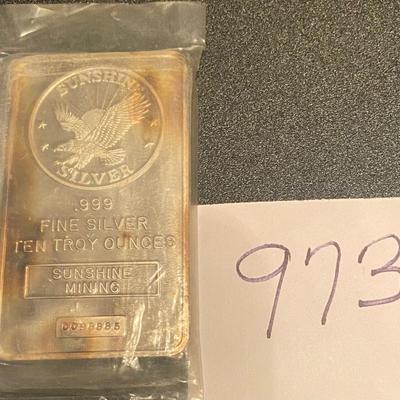 SUNSHINE
SILVER
.999
FINE SILVER
TEN TROY OUNCES
SUNSHINE
MINING
973